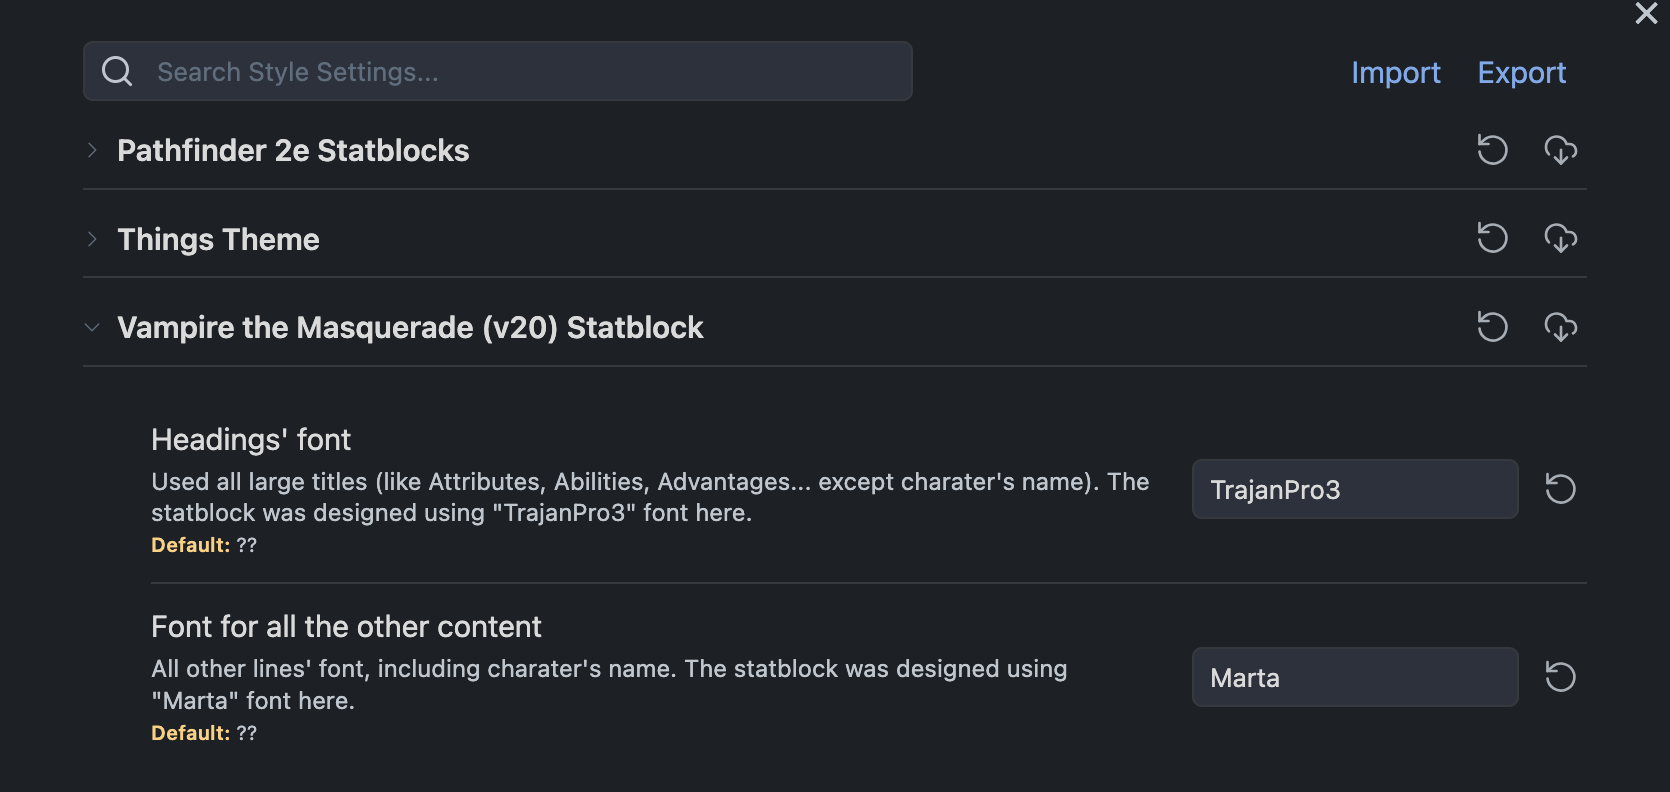 Search Style Settings...
Import Export
Pathfinder 2e Statblocks
Things Theme
Vampire the Masquerade (v20) Statblock
Headings' font
Used all large titles (like Attributes, Abilities, Advantages... except charater's name). The
statblock was designed using "TrajanPro3" font here.
Default: ??
TrajanPro3
Font for all the other content
All other lines' font, including charater's name. The statblock was designed using
"Marta" font here.
Default: ??
Marta